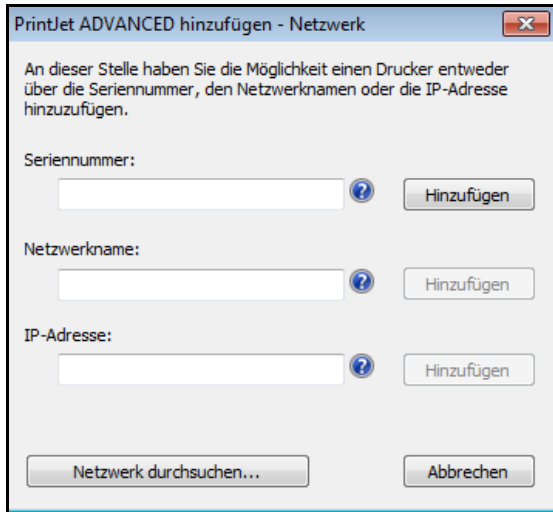 PrintJet ADVANCED hinzufügen - Netzwerk
An dieser Stelle haben Sie die Möglichkeit einen Drucker entweder
über die Seriennummer, den Netzwerknamen oder die IP-Adresse
hinzuzufügen.
Seriennummer:
Hinzufügen
Netzwerkname:
Hinzufügen
IP-Adresse:
Hinzufügen
Netzwerk durchsuchen... Abbrechen